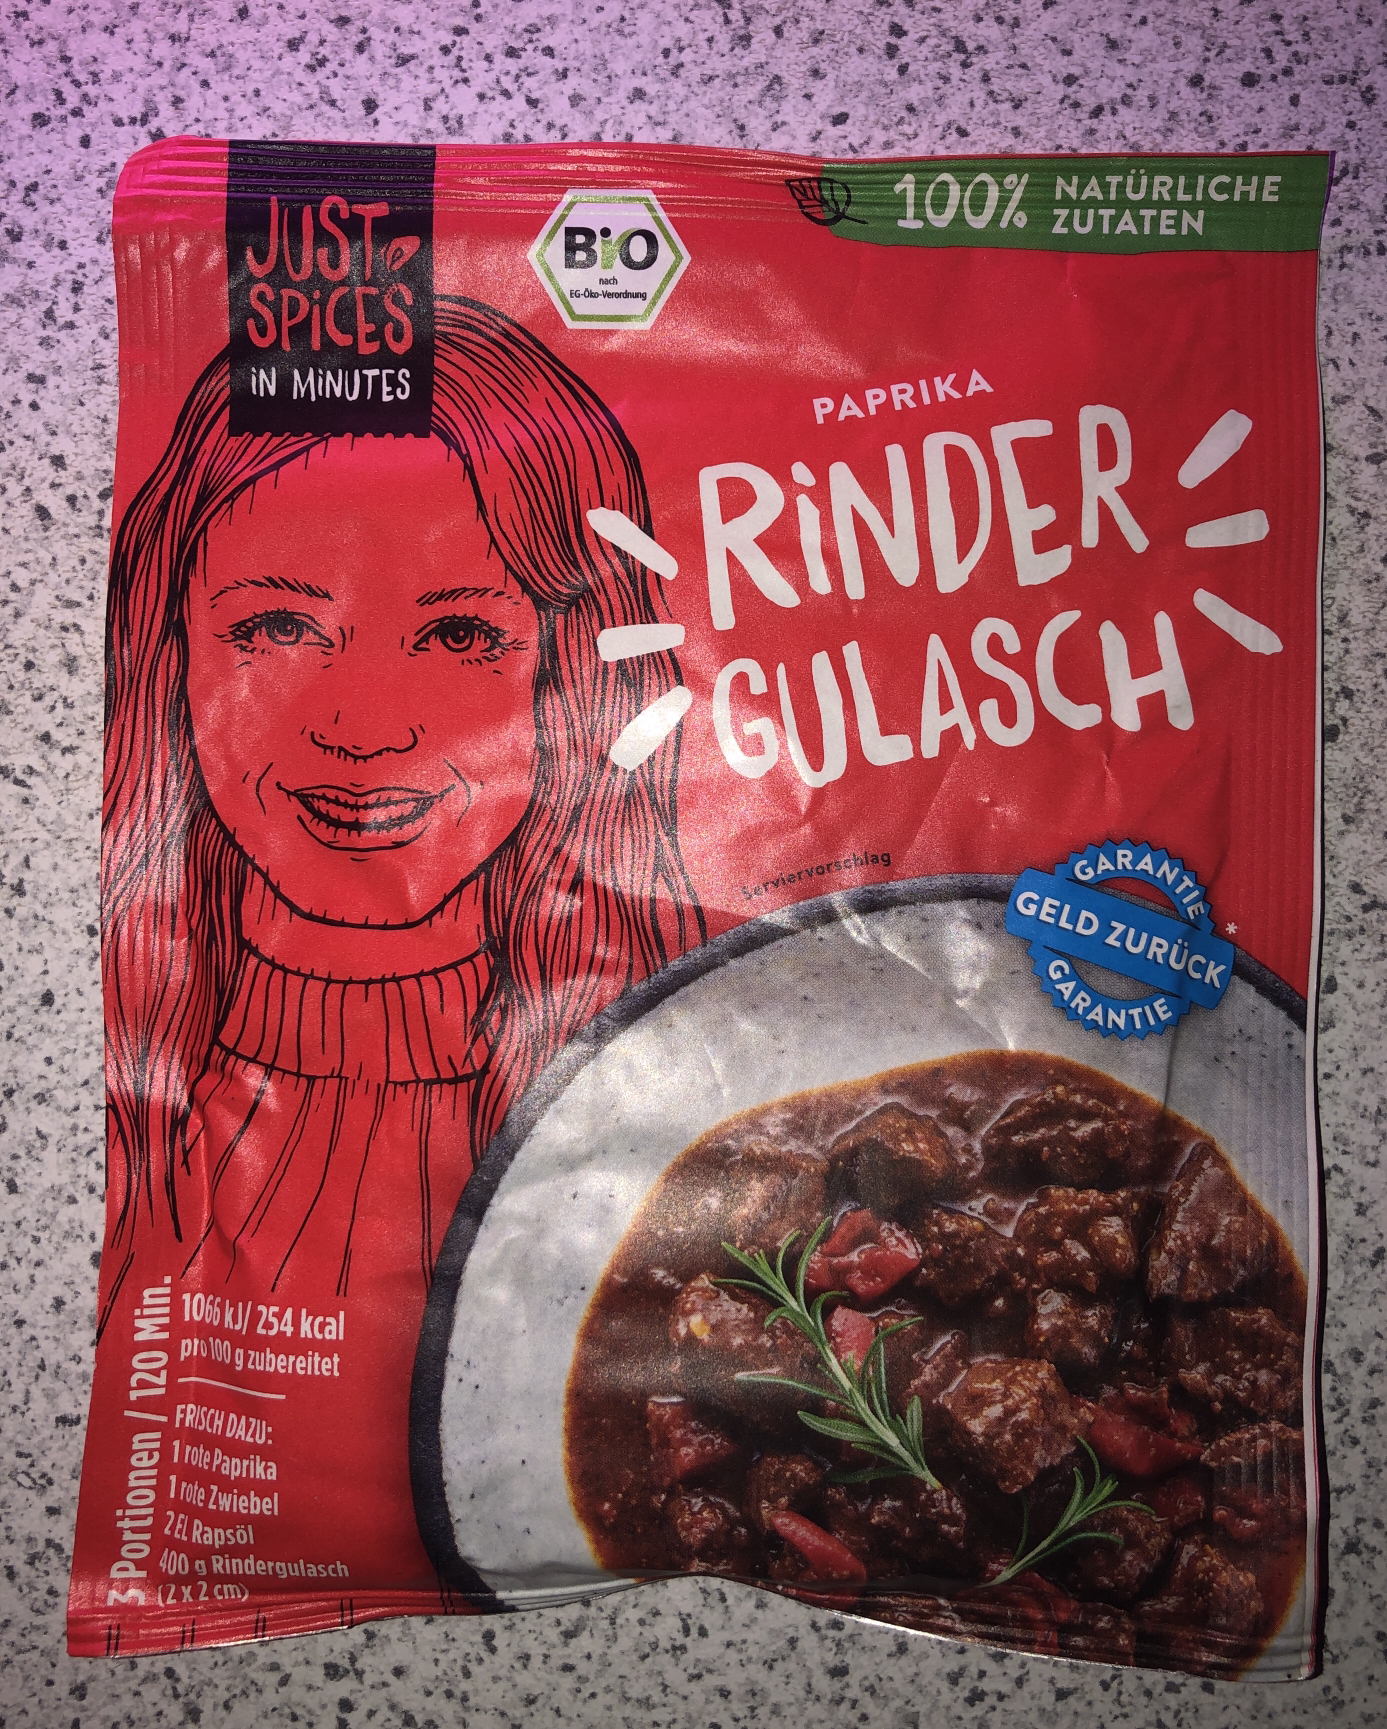 JUST
SPiCES
iN MiNUTES
BiO
nach
EG-Öko-Verordnung
100% NATÜRLICHE
ZUTATEN
PAPRIKA
RiNDER
GULASCH
Serviervorschlag
GARANTIE
GELD ZURÜCK*
GARANTIE
3 Portionen / 120 Min.
1066 kJ/ 254 kcal
pro 100 g zubereitet
FRISCH DAZU:
1 rote Paprika
1 rote Zwiebel
2 EL Rapsöl
400 g Rindergulasch
(2 x 2 cm)